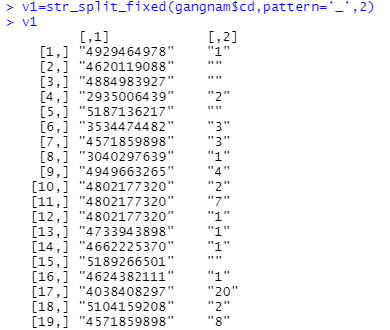 > v1=str_split_fixed(gangnam$cd,pattern='_',2)
> v1
[,1] [,2]
[1,] "4929464978" "1"
[2,] "4620119088" ""
[3,] "4884983927" ""
[4,] "2935006439" "2"
[5,] "5187136217" ""
[6,] "3534474482" "3"
[7,] "4571859898" "3"
[8,] "3040297639" "1"
[9,] "4949663265" "4"
[10,] "4802177320" "2"
[11,] "4802177320" "7"
[12,] "4802177320" "1"
[13,] "4733943898" "1"
[14,] "4662225370" "1"
[15,] "5189266501" ""
[16,] "4624382111" "1"
[17,] "4038408297" "20"
[18,] "5104159208" "2"
[19,] "4571859898" "8"